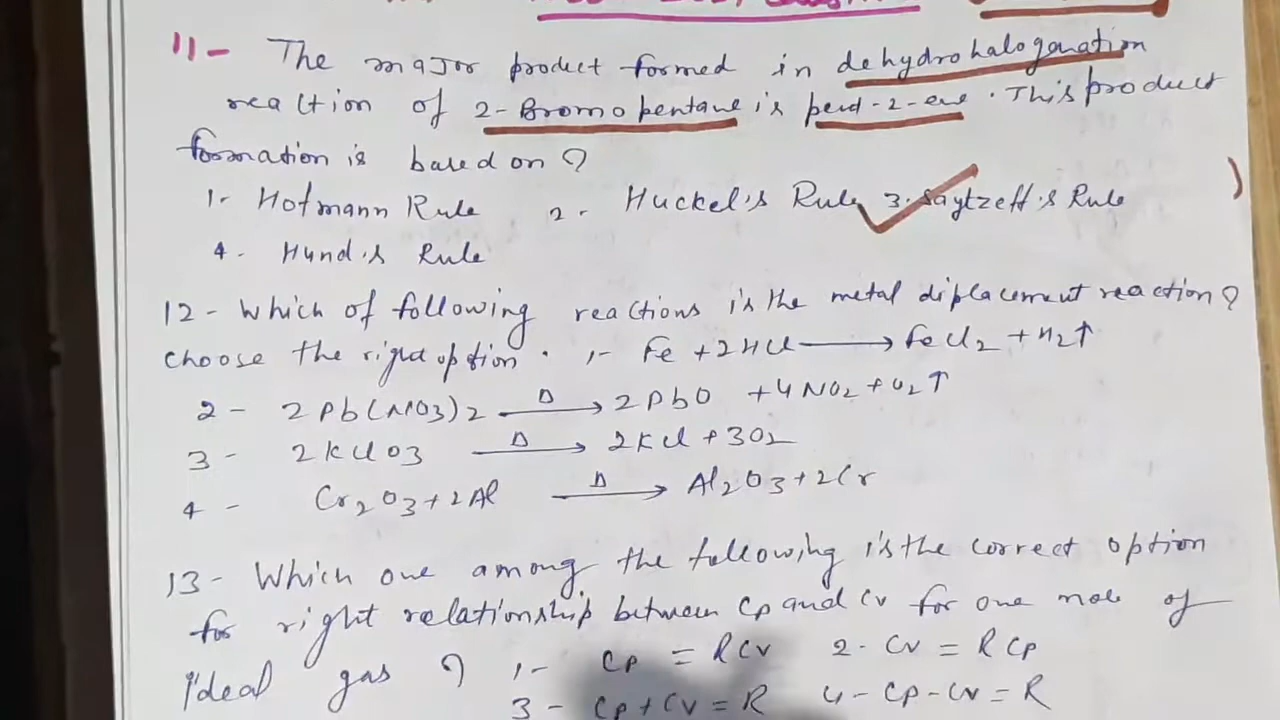 11- The major product formed in dehydrohalogenation
reaction of 2-Bromopentane is pent-2-ene. This product
formation is based on ?
1- Hofmann Rule 2- Huckel's Rule 3. Saytzeff's Rule
4- Hund's Rule
12- Which of following reactions is the metal diplacement reaction?
choose the right option. 1- Fe + 2HCl ⟶ FeCl2 + H2↑
2- 2Pb(NO3)2 —Δ→ 2PbO + 4NO2 + O2↑
3- 2KClO3 —Δ→ 2KCl + 3O2
4- Cr2O3 + 2Al —Δ→ Al2O3 + 2Cr
13- Which one among the following is the correct option
for right relationship between Cp and Cv for one mole of
ideal gas ? 1- Cp = RCv 2. Cv = RCp
3- Cp + Cv = R 4- Cp - Cv = R